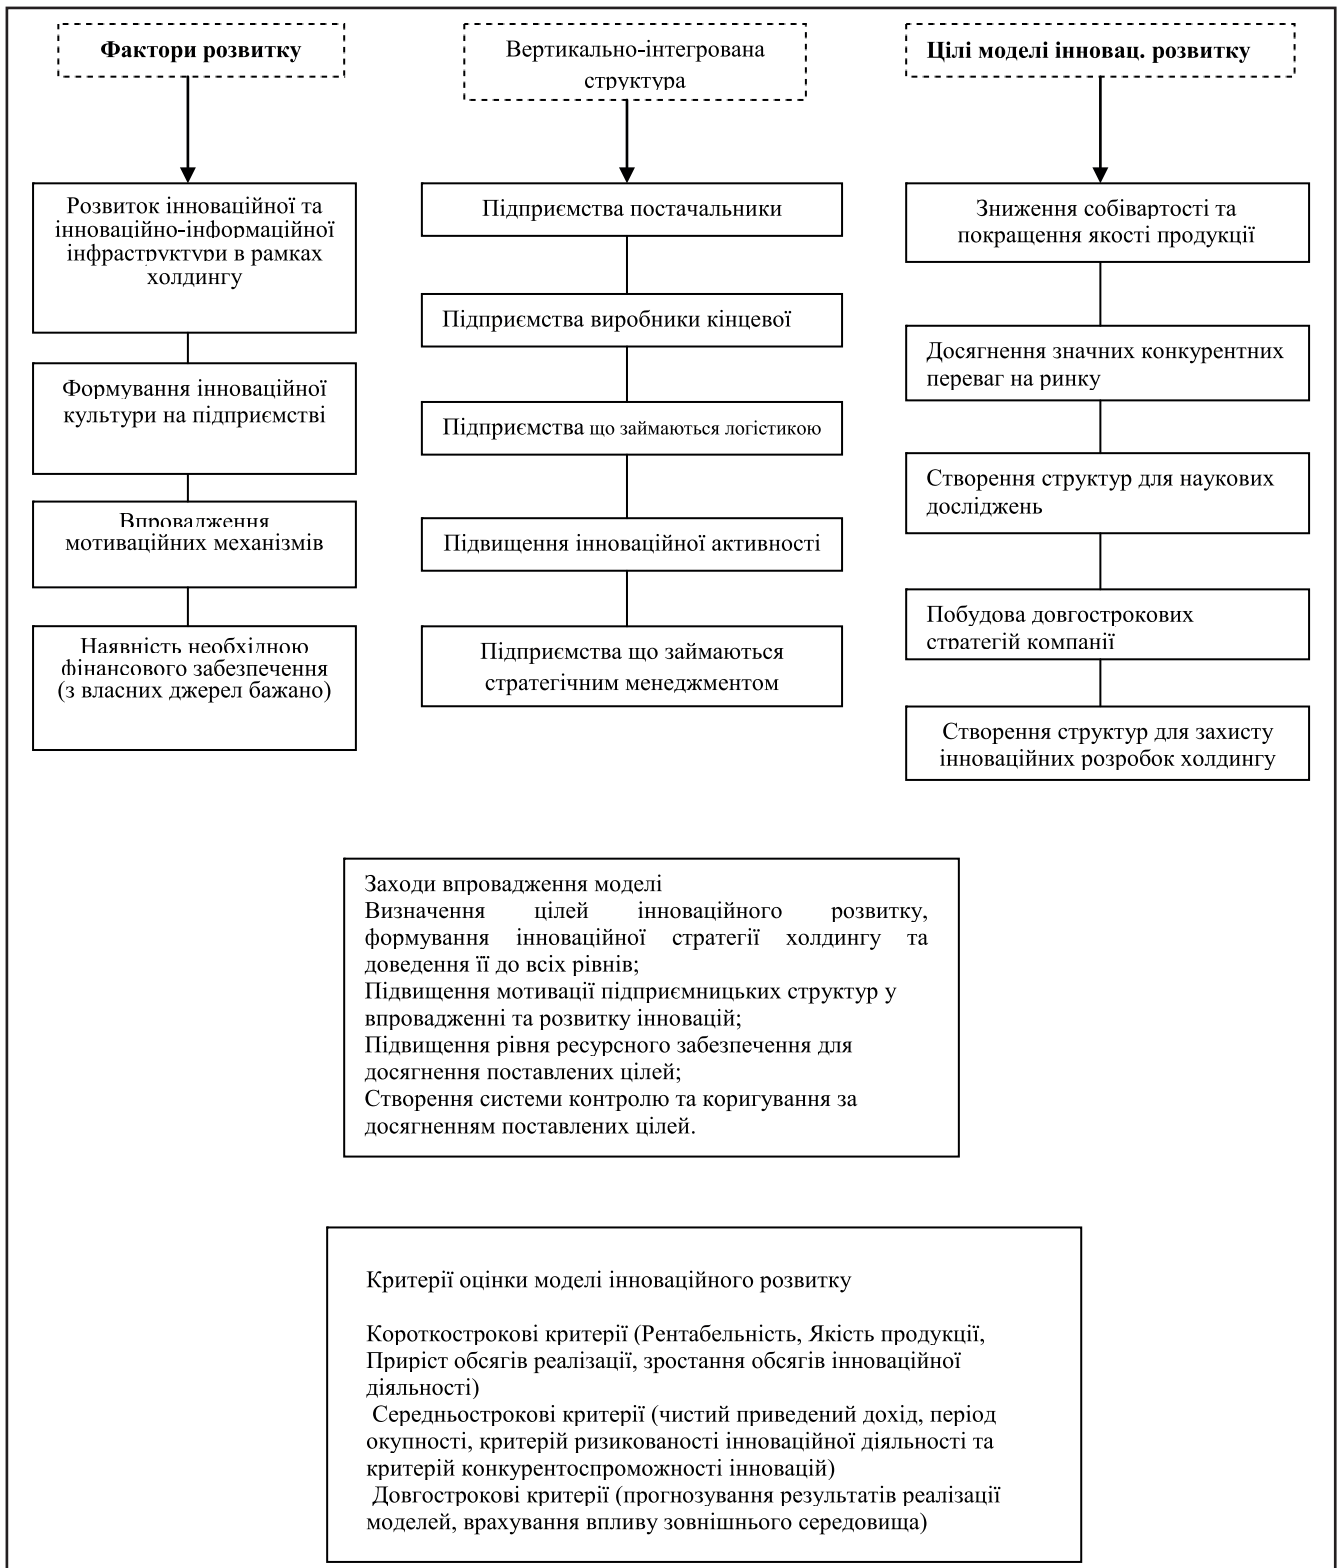 Фактори розвитку
Розвиток інноваційної та
інноваційно-інформаційної
інфраструктури в рамках
холдингу
Формування інноваційної
культури на підприємстві
Впровадження
мотиваційних механізмів
Наявність необхідною
фінансового забезпечення
(з власних джерел бажано)
Вертикально-інтегрована
структура
Підприємства постачальники
Підприємства виробники кінцевої
Підприємства що займаються логістикою
Підвищення інноваційної активності
Підприємства що займаються
стратегічним менеджментом
Цілі моделі інновац. розвитку
Зниження собівартості та
покращення якості продукції
Досягнення значних конкурентних
переваг на ринку
Створення структур для наукових
досліджень
Побудова довгострокових
стратегій компанії
Створення структур для захисту
інноваційних розробок холдингу
Заходи впровадження моделі
Визначення цілей інноваційного розвитку,
формування інноваційної стратегії холдингу та
доведення її до всіх рівнів;
Підвищення мотивації підприємницьких структур у
впровадженні та розвитку інновацій;
Підвищення рівня ресурсного забезпечення для
досягнення поставлених цілей;
Створення системи контролю та коригування за
досягненням поставлених цілей.
Критерії оцінки моделі інноваційного розвитку
Короткострокові критерії (Рентабельність, Якість продукції,
Приріст обсягів реалізації, зростання обсягів інноваційної
діяльності)
Середньострокові критерії (чистий приведений дохід, період
окупності, критерій ризикованості інноваційної діяльності та
критерій конкурентоспроможності інновацій)
Довгострокові критерії (прогнозування результатів реалізації
моделей, врахування впливу зовнішнього середовища)